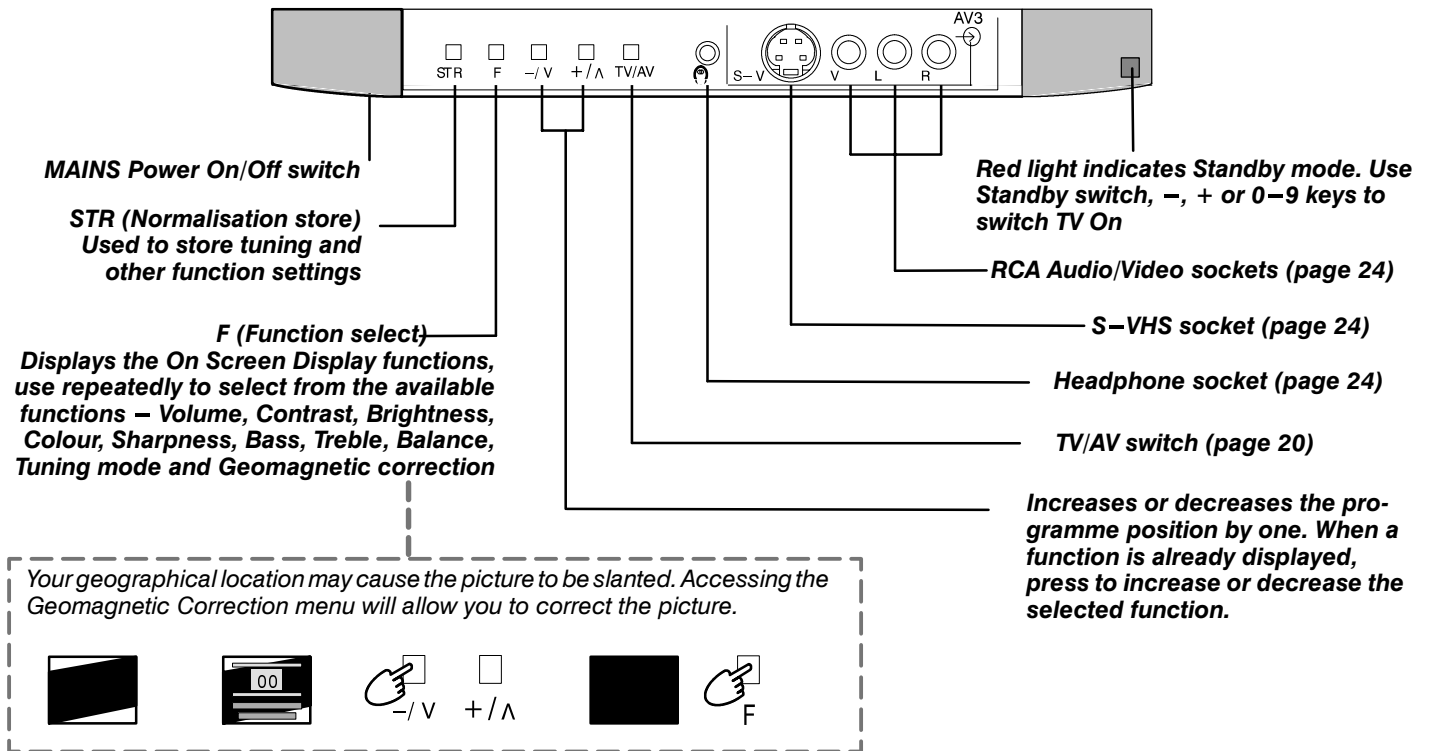 AV3
STR
F
–/ V
+/Λ
TV/AV
S– V
V
L
R
MAINS Power On/Off switch
STR (Normalisation store)
Used to store tuning and
other function settings
F (Function select)
Displays the On Screen Display functions,
use repeatedly to select from the available
functions – Volume, Contrast, Brightness,
Colour, Sharpness, Bass, Treble, Balance,
Tuning mode and Geomagnetic correction
Red light indicates Standby mode. Use
Standby switch, –, + or 0–9 keys to
switch TV On
RCA Audio/Video sockets (page 24)
S–VHS socket (page 24)
Headphone socket (page 24)
TV/AV switch (page 20)
Increases or decreases the pro-
gramme position by one. When a
function is already displayed,
press to increase or decrease the
selected function.
Your geographical location may cause the picture to be slanted. Accessing the
Geomagnetic Correction menu will allow you to correct the picture.
00
–/ V
+/Λ
F